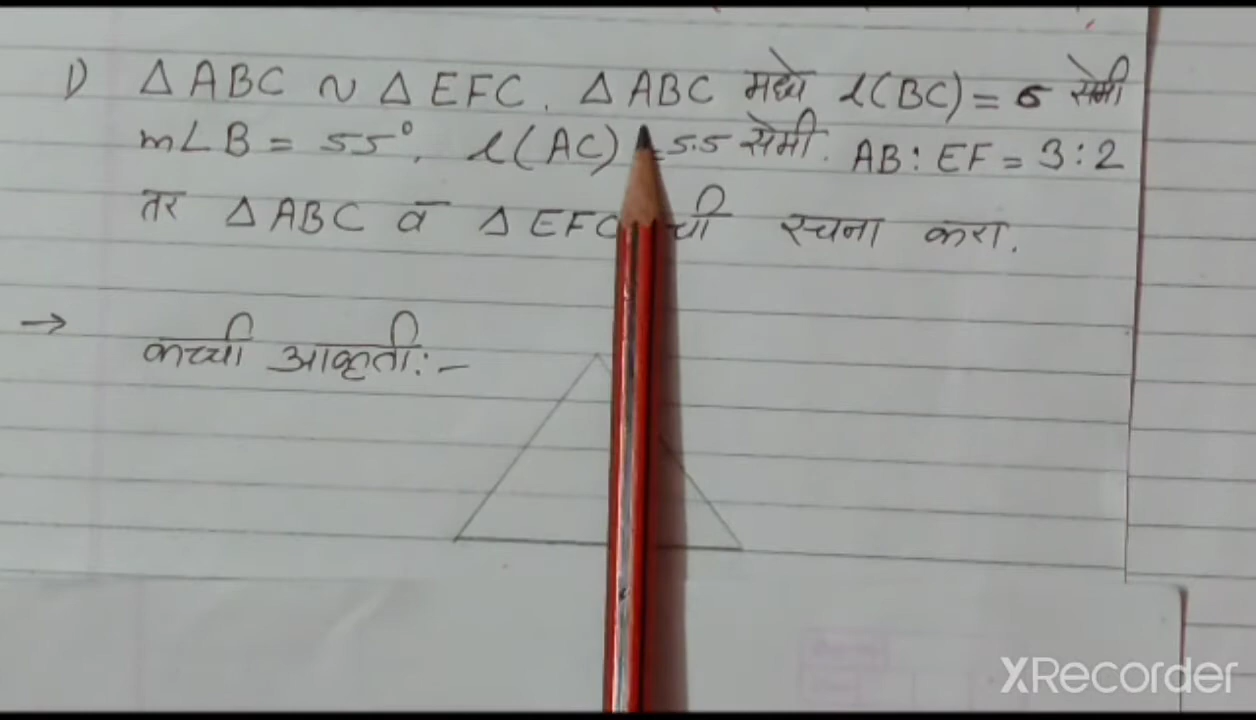 1) △ ABC ~ △ EFC. △ ABC मध्ये l(BC) = 6 सेमी
m∠B = 55°. l(AC) 5.5 सेमी. AB : EF = 3:2
तर △ ABC व △ EFC ची रचना करा.
→ कच्ची आकृती:-
XRecorder